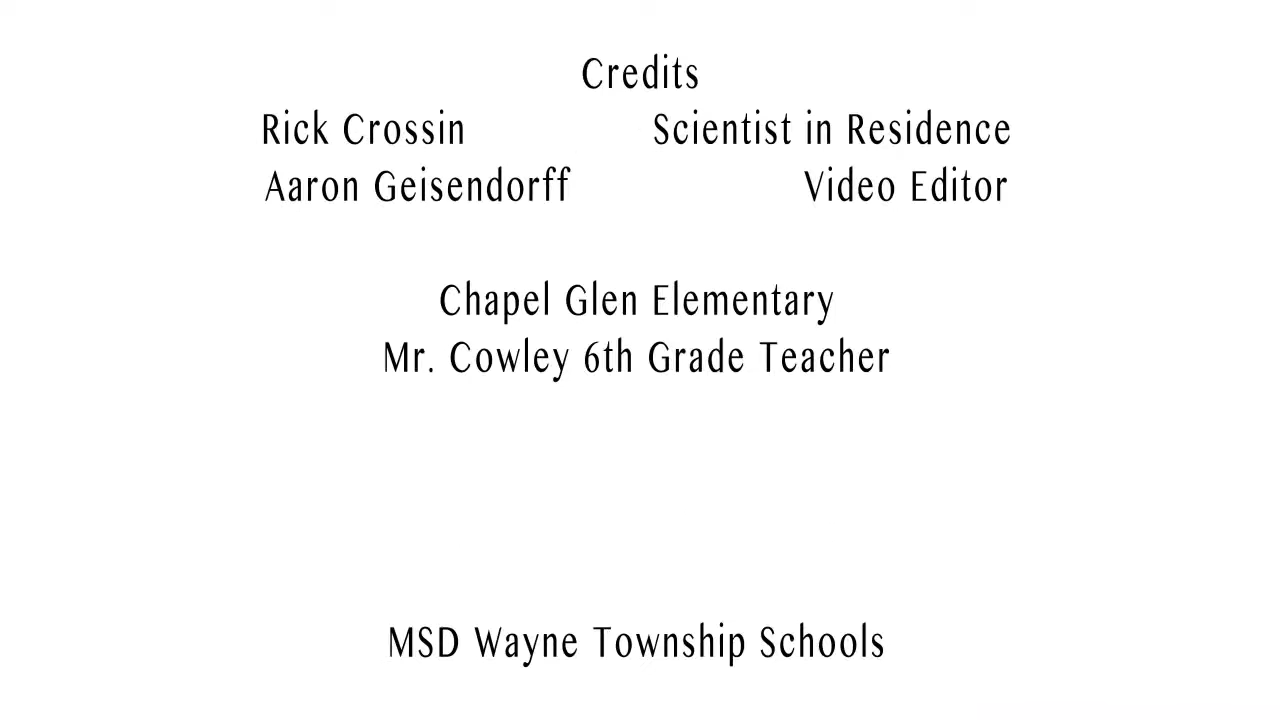 Credits
Rick Crossin Scientist in Residence
Aaron Geisendorff Video Editor
Chapel Glen Elementary
Mr. Cowley 6th Grade Teacher
MSD Wayne Township Schools